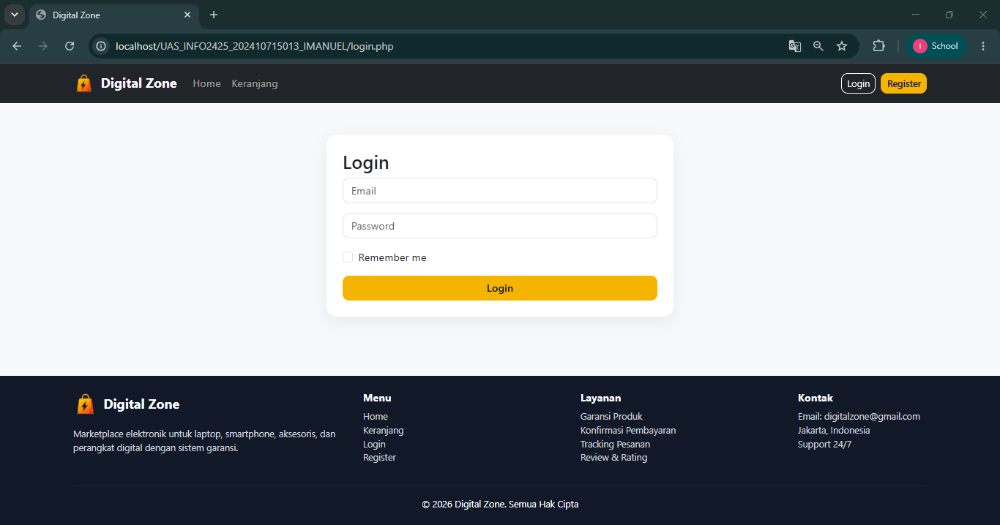 Digital Zone
localhost/UAS_INFO2425_202410715013_IMANUEL/login.php
I School
Digital Zone Home Keranjang Login Register
Login
Email
Password
Remember me
Login
Digital Zone
Marketplace elektronik untuk laptop, smartphone, aksesoris, dan
perangkat digital dengan sistem garansi.
Menu
Home
Keranjang
Login
Register
Layanan
Garansi Produk
Konfirmasi Pembayaran
Tracking Pesanan
Review & Rating
Kontak
Email: digitalzone@gmail.com
Jakarta, Indonesia
Support 24/7
© 2026 Digital Zone. Semua Hak Cipta